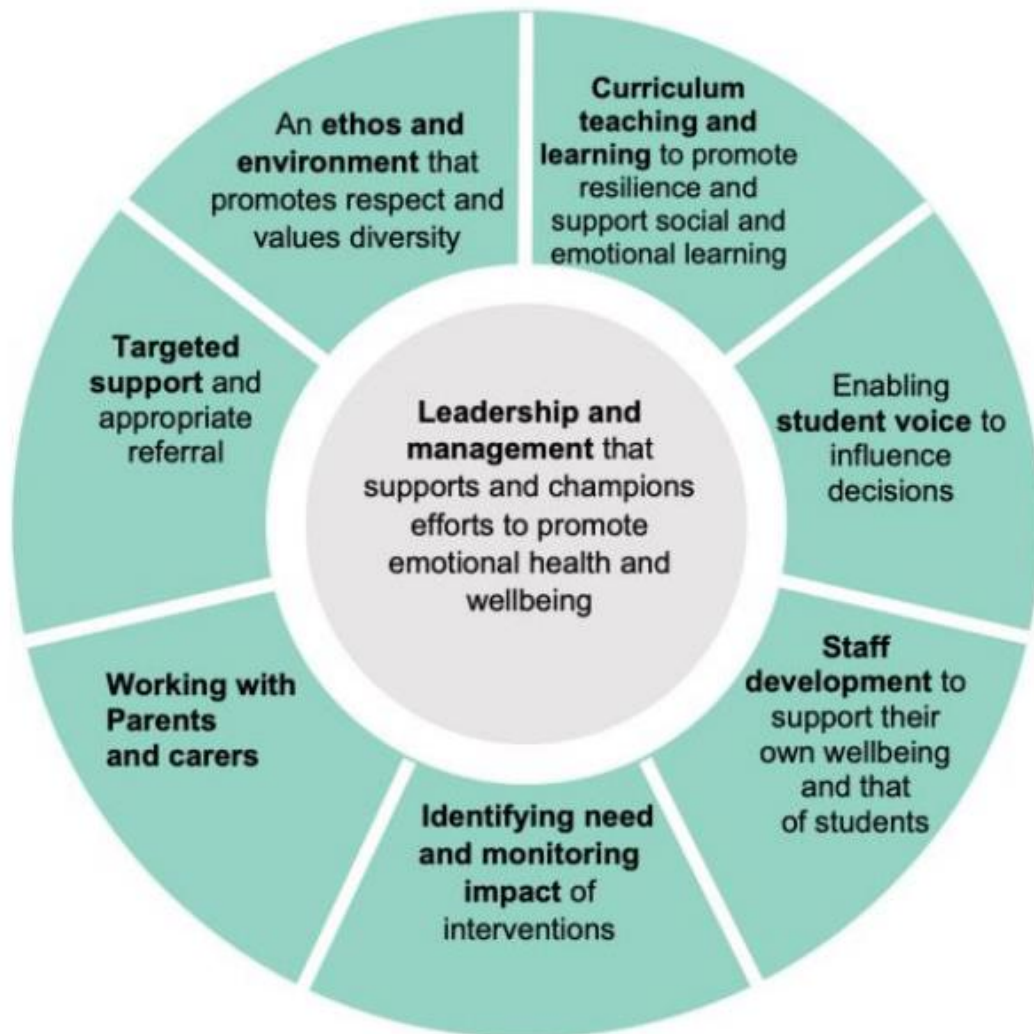 Curriculum
teaching and
learning to promote
resilience and
support social and
emotional learning
Enabling
student voice to
influence
decisions
Staff
development to
support their
own wellbeing
and that
of students
Identifying need
and monitoring
impact of
interventions
Working with
Parents
and carers
Targeted
support and
appropriate
referral
An ethos and
environment that
promotes respect and
values diversity
Leadership and
management that
supports and champions
efforts to promote
emotional health and
wellbeing